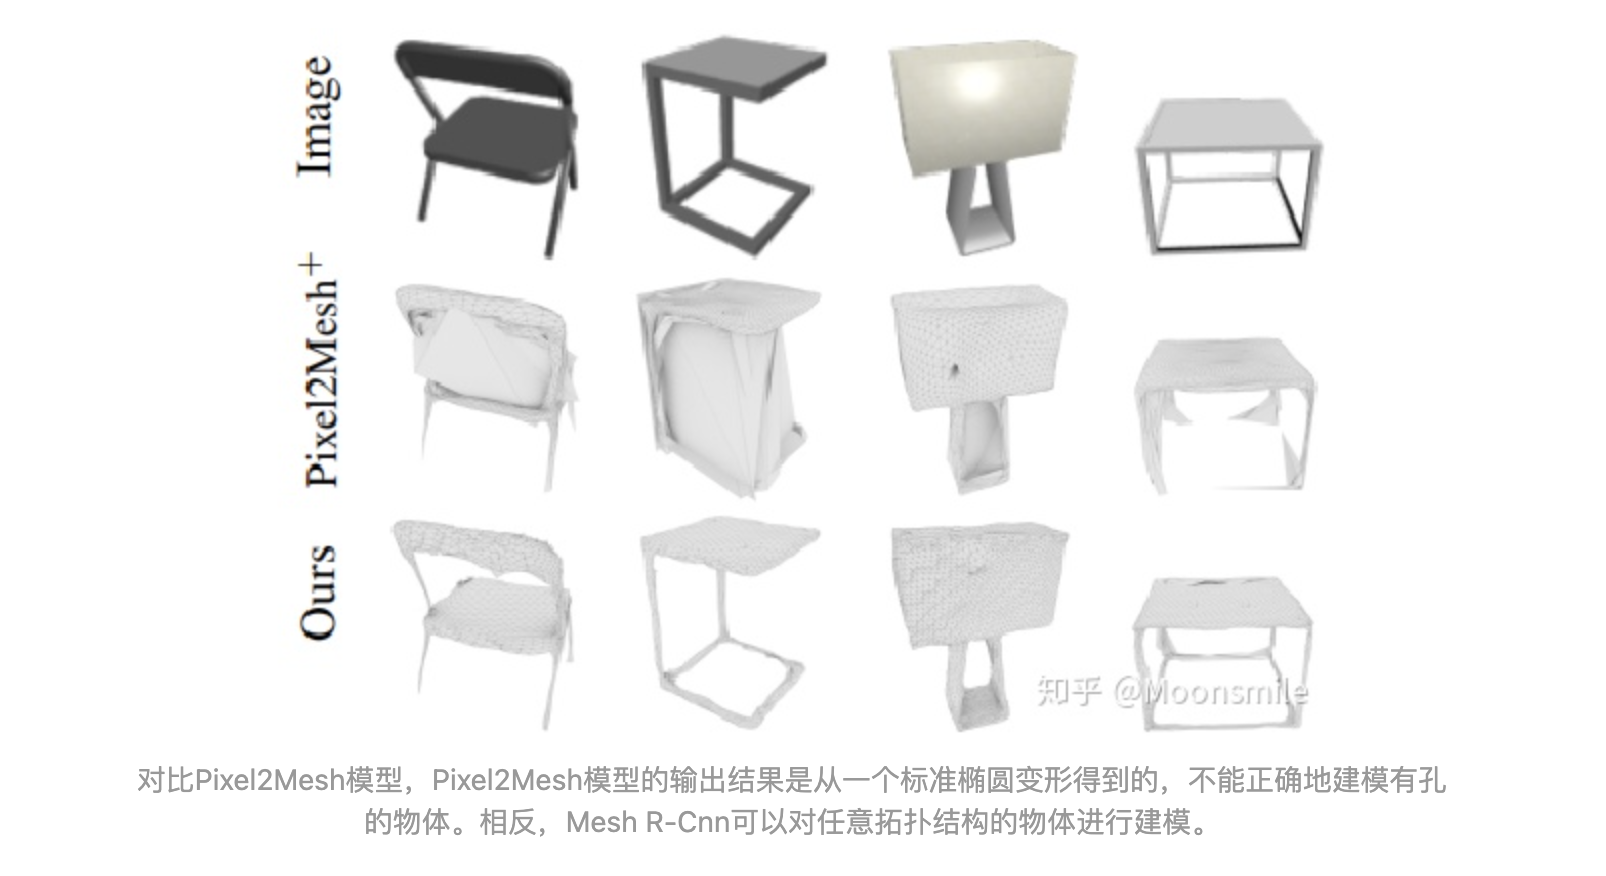 Image
Pixel2Mesh+
Ours
知乎 @Moonsmile
对比Pixel2Mesh模型，Pixel2Mesh模型的输出结果是从一个标准椭圆变形得到的，不能正确地建模有孔
的物体。相反，Mesh R-Cnn可以对任意拓扑结构的物体进行建模。